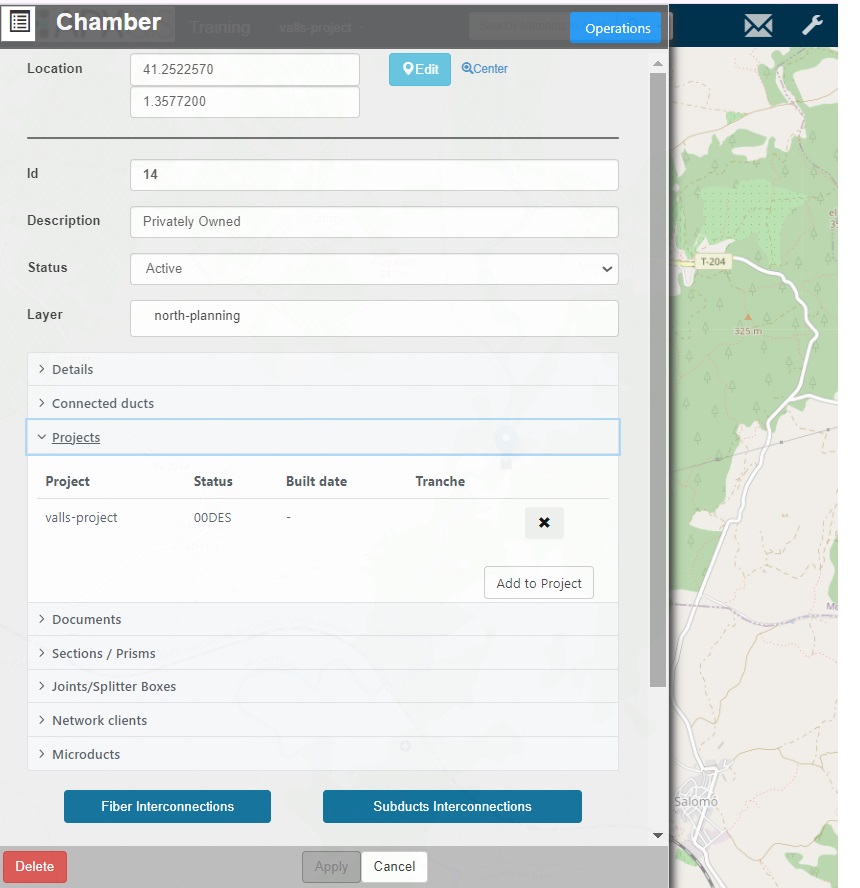 Chamber
Training
valls-project
Operations
Location
41.2522570
Edit
Center
1.3577200
Id
14
Description
Privately Owned
Status
Active
Layer
north-planning
Details
Connected ducts
Projects
Project Status Built date Tranche
valls-project 00DES -
Add to Project
Documents
Sections / Prisms
Joints/Splitter Boxes
Network clients
Microducts
Fiber Interconnections
Subducts Interconnections
Delete
Apply
Cancel
T-204
325 m
Salomó